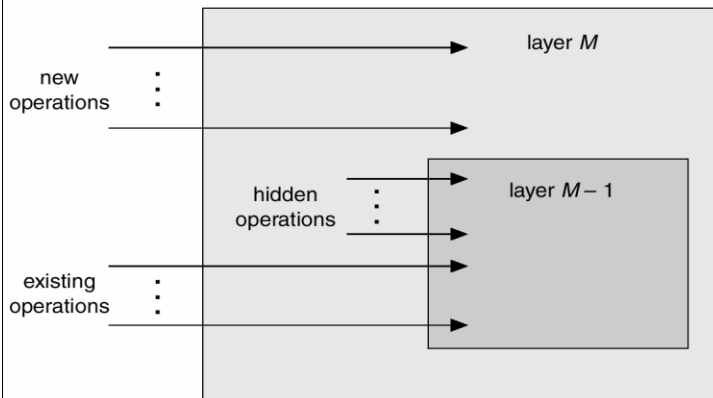 layer M
new
operations
layer M – 1
hidden
operations
existing
operations